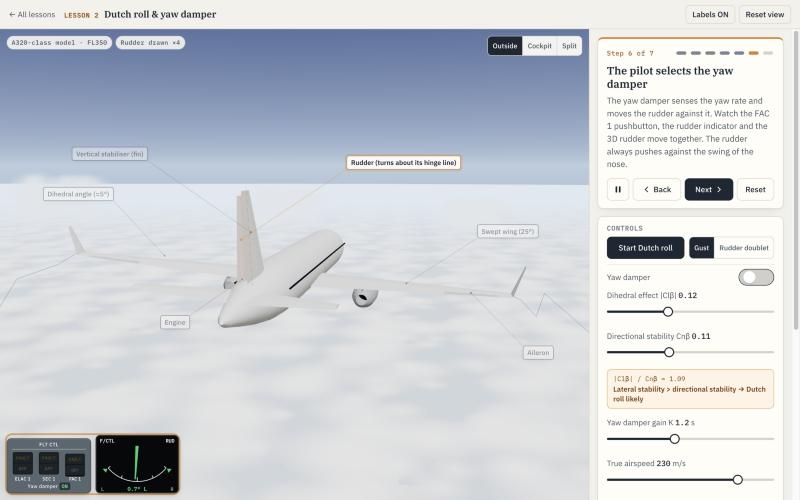 ← All lessons LESSON 2 Dutch roll & yaw damper Labels ON Reset view
A320-class model · FL350 Rudder drawn ×4 Outside Cockpit Split
Vertical stabiliser (fin)
Rudder (turns about its hinge line)
Dihedral angle (≈5°)
Swept wing (25°)
Engine
Aileron
FLT CTL
FAULT FAULT FAULT
OFF OFF OFF
ELAC 1 SEC 1 FAC 1
Yaw damper ON
F/CTL RUD
L R
0.7° L
Step 6 of 7
The pilot selects the yaw
damper
The yaw damper senses the yaw rate and
moves the rudder against it. Watch the FAC
1 pushbutton, the rudder indicator and the
3D rudder move together. The rudder
always pushes against the swing of the
nose.
Back Next Reset
CONTROLS
Start Dutch roll Gust Rudder doublet
Yaw damper
Dihedral effect |Clβ| 0.12
Directional stability Cnβ 0.11
|Clβ| / Cnβ = 1.09
Lateral stability > directional stability → Dutch
roll likely
Yaw damper gain K 1.2 s
True airspeed 230 m/s